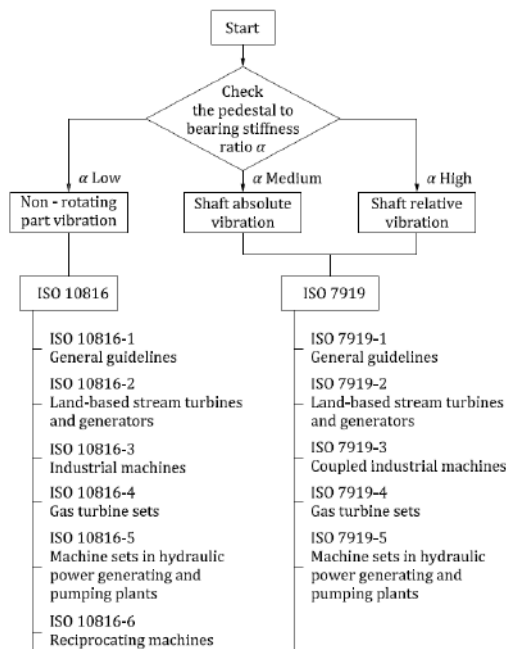 Start
Check
the pedestal to
bearing stiffness
ratio α
α Low
α Medium
α High
Non - rotating
part vibration
Shaft absolute
vibration
Shaft relative
vibration
ISO 10816
ISO 7919
ISO 10816-1
General guidelines
ISO 10816-2
Land-based stream turbines
and generators
ISO 10816-3
Industrial machines
ISO 10816-4
Gas turbine sets
ISO 10816-5
Machine sets in hydraulic
power generating and
pumping plants
ISO 10816-6
Reciprocating machines
ISO 7919-1
General guidelines
ISO 7919-2
Land-based stream turbines
and generators
ISO 7919-3
Coupled industrial machines
ISO 7919-4
Gas turbine sets
ISO 7919-5
Machine sets in hydraulic
power generating and
pumping plants